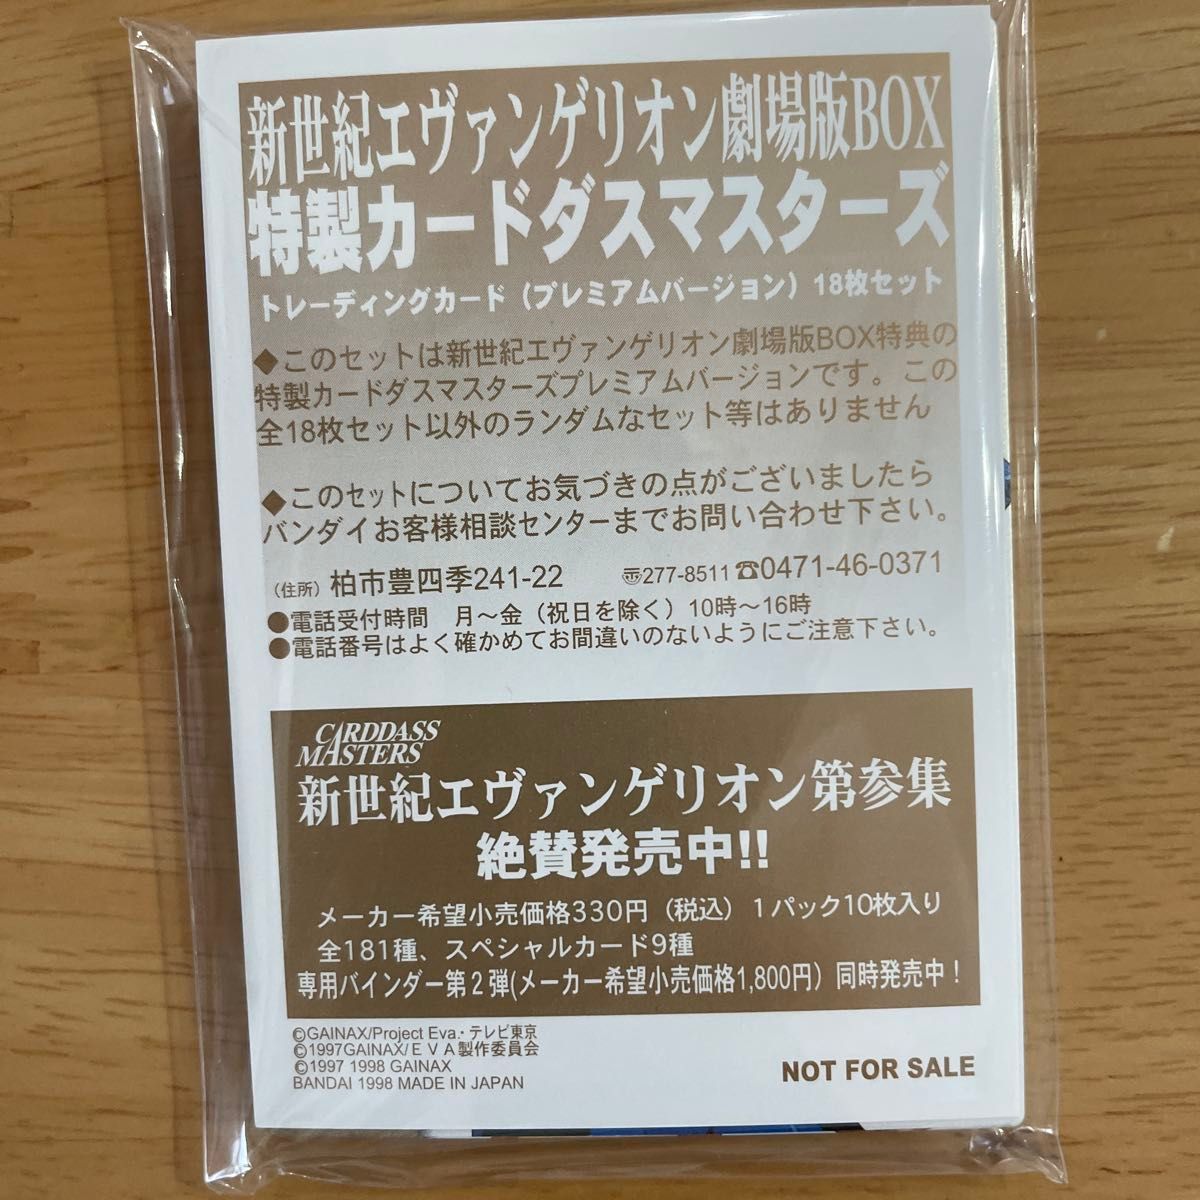 新世紀エヴァンゲリオン劇場版BOX
特製カードダスマスターズ
トレーディングカード（プレミアムバージョン）18枚セット
◆このセットは新世紀エヴァンゲリオン劇場版BOX特典の
特製カードダスマスターズプレミアムバージョンです。この
全18枚セット以外のランダムなセット等はありません
◆このセットについてお気づきの点がございましたら
バンダイお客様相談センターまでお問い合わせ下さい。
（住所）柏市豊四季241-22　〠277-8511 ☎0471-46-0371
●電話受付時間　月～金（祝日を除く）10時～16時
●電話番号はよく確かめてお間違いのないようにご注意下さい。
CARDDASS
MASTERS
新世紀エヴァンゲリオン第参集
絶賛発売中!!
メーカー希望小売価格330円（税込）1パック10枚入り
全181種、スペシャルカード9種
専用バインダー第2弾(メーカー希望小売価格1,800円）同時発売中！
©GAINAX/Project Eva.・テレビ東京
©1997GAINAX/ＥＶＡ製作委員会
©1997 1998 GAINAX
BANDAI 1998 MADE IN JAPAN
NOT FOR SALE